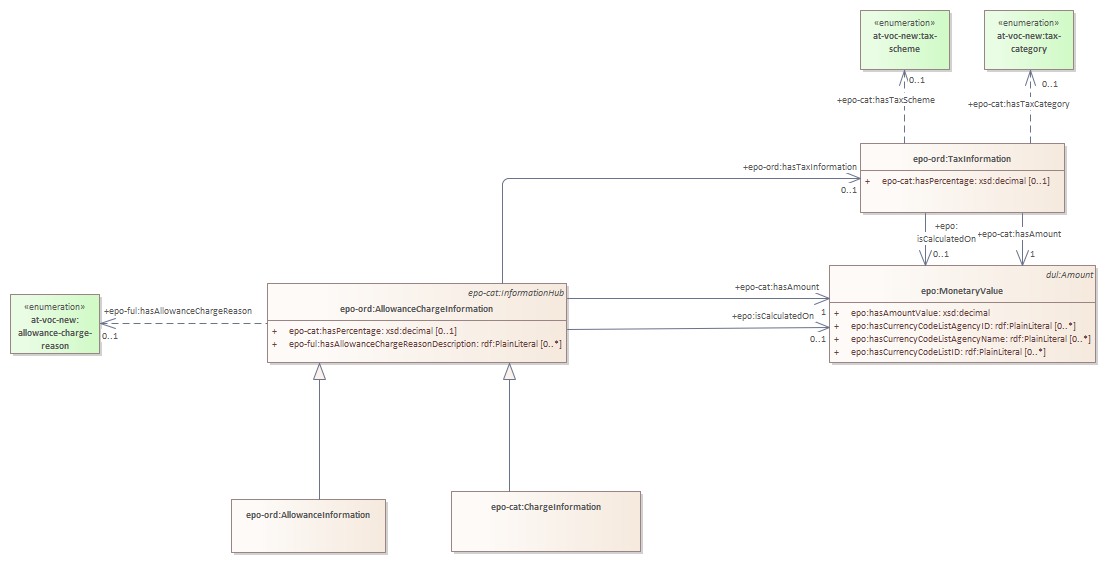 «enumeration»
at-voc-new:tax-
scheme
«enumeration»
at-voc-new:tax-
category
0..1
0..1
+epo-cat:hasTaxScheme
+epo-cat:hasTaxCategory
epo-ord:TaxInformation
+ epo-cat:hasPercentage: xsd:decimal [0..1]
+epo-ord:hasTaxInformation
0..1
+epo:
isCalculatedOn
+epo-cat:hasAmount
0..1
1
dul:Amount
epo:MonetaryValue
+ epo:hasAmountValue: xsd:decimal
+ epo:hasCurrencyCodeListAgencyID: rdf:PlainLiteral [0..*]
+ epo:hasCurrencyCodeListAgencyName: rdf:PlainLiteral [0..*]
+ epo:hasCurrencyCodeListID: rdf:PlainLiteral [0..*]
+epo-cat:hasAmount
1
+epo:isCalculatedOn
0..1
epo-cat:InformationHub
epo-ord:AllowanceChargeInformation
+ epo-cat:hasPercentage: xsd:decimal [0..1]
+ epo-ful:hasAllowanceChargeReasonDescription: rdf:PlainLiteral [0..*]
+epo-ful:hasAllowanceChargeReason
0..1
«enumeration»
at-voc-new:
allowance-charge-
reason
epo-ord:AllowanceInformation
epo-cat:ChargeInformation